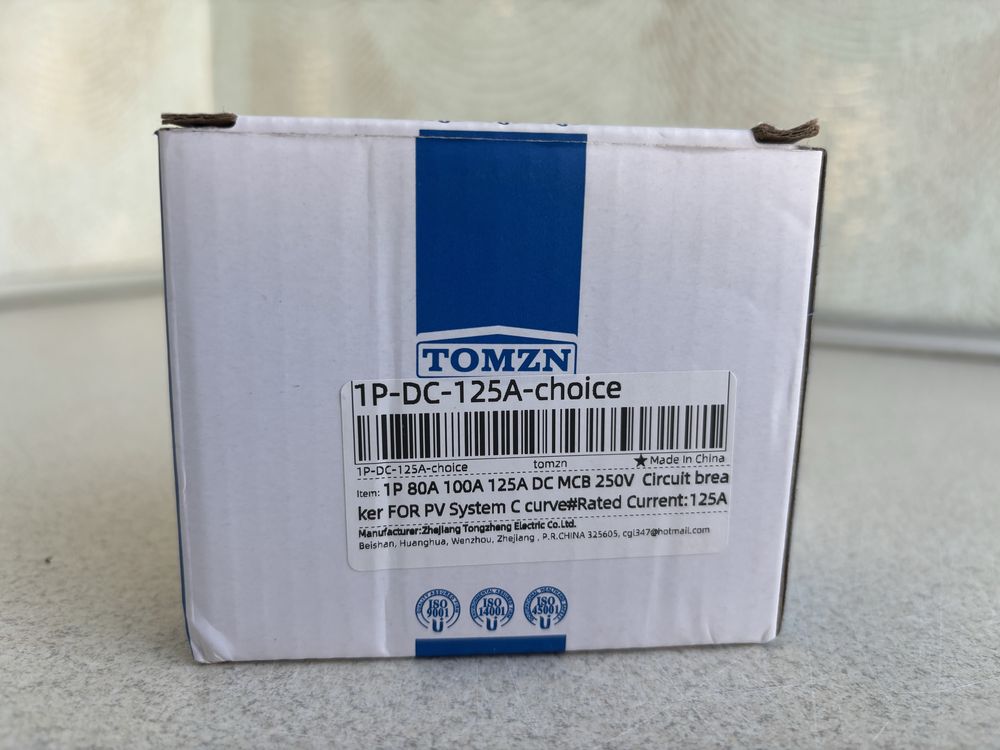 TOMZN
1P-DC-125A-choice
1P-DC-125A-choice tomzn ★ Made In China
Item: 1P 80A 100A 125A DC MCB 250V Circuit brea
ker FOR PV System C curve#Rated Current:125A
Manufacturer:Zhejiang Tongzheng Electric Co.Ltd.
Beishan, Huanghua, Wenzhou, Zhejiang , P.R.CHINA 325605, cgl347@hotmail.com
ISO 9001 ISO 14001 ISO 45001